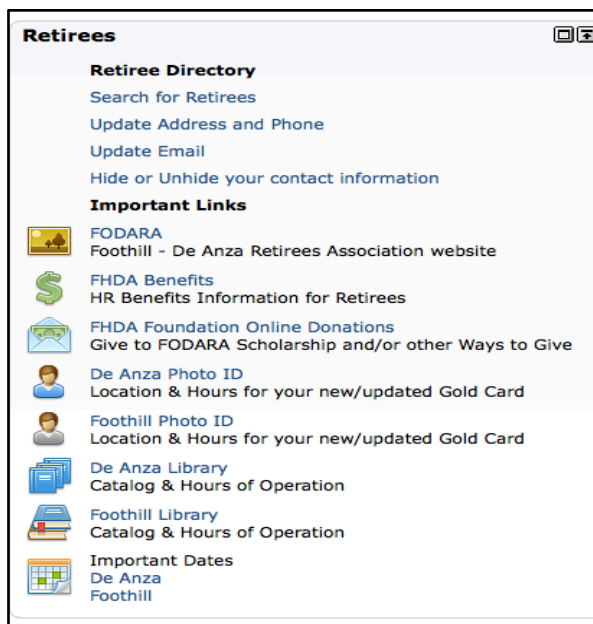 Retirees
Retiree Directory
Search for Retirees
Update Address and Phone
Update Email
Hide or Unhide your contact information
Important Links
FODARA
Foothill - De Anza Retirees Association website
FHDA Benefits
HR Benefits Information for Retirees
FHDA Foundation Online Donations
Give to FODARA Scholarship and/or other Ways to Give
De Anza Photo ID
Location & Hours for your new/updated Gold Card
Foothill Photo ID
Location & Hours for your new/updated Gold Card
De Anza Library
Catalog & Hours of Operation
Foothill Library
Catalog & Hours of Operation
Important Dates
De Anza
Foothill